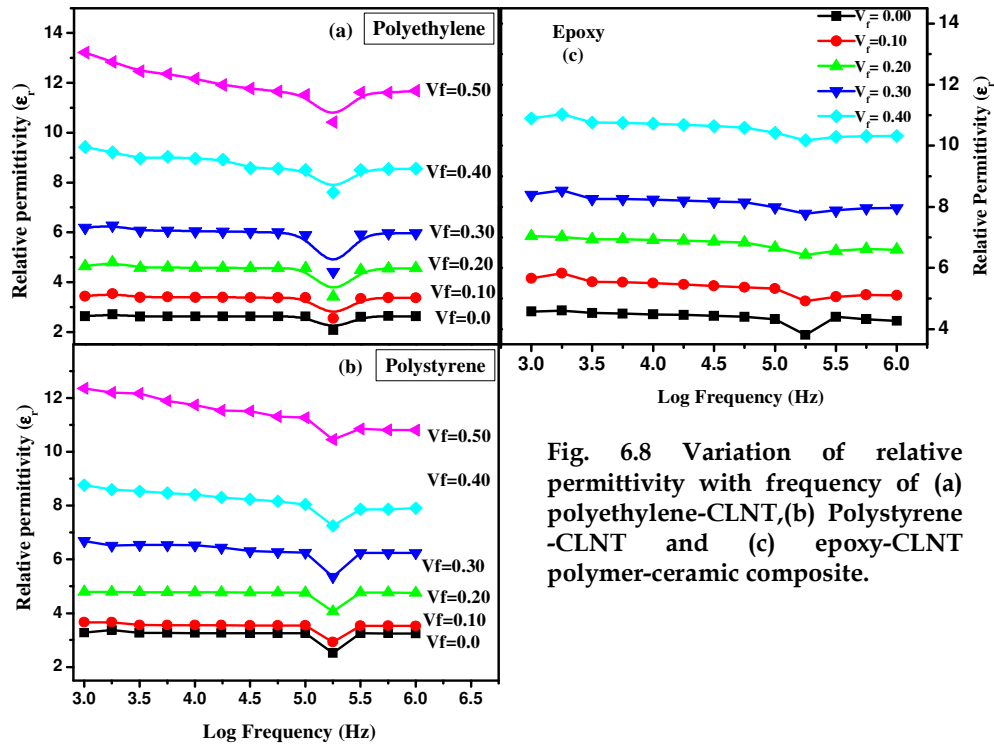 (a) Polyethylene
14
12
10
8
6
4
2
Relative permittivity (εr)
Vf=0.50
Vf=0.40
Vf=0.30
Vf=0.20
Vf=0.10
Vf=0.0
(b) Polystyrene
12
10
8
6
4
2
Relative permittivity (εr)
Vf=0.50
Vf=0.40
Vf=0.30
Vf=0.20
Vf=0.10
Vf=0.0
3.0 3.5 4.0 4.5 5.0 5.5 6.0
Log Frequency (Hz)
Epoxy
(c)
Vf= 0.00
Vf=0.10
Vf= 0.20
Vf= 0.30
Vf= 0.40
14
12
10
8
6
4
Relative Permittivity (εr)
3.0 3.5 4.0 4.5 5.0 5.5 6.0
Log Frequency (Hz)
Fig. 6.8 Variation of relative
permittivity with frequency of (a)
polyethylene-CLNT,(b) Polystyrene
-CLNT and (c) epoxy-CLNT
polymer-ceramic composite.